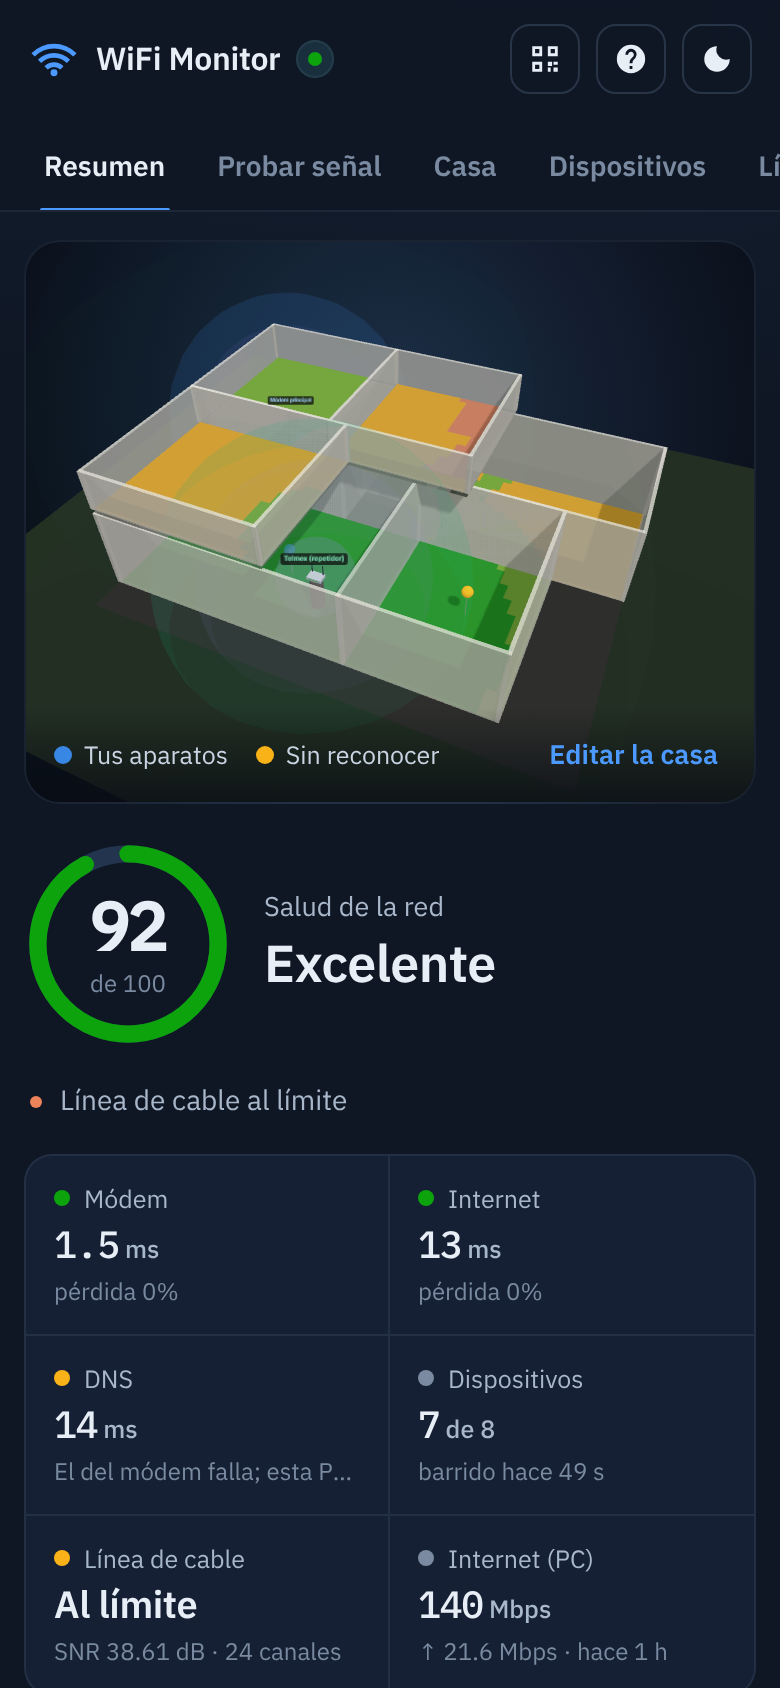 WiFi Monitor
Resumen Probar señal Casa Dispositivos Lí
Módem principal
Telmex (repetidor)
Tus aparatos Sin reconocer Editar la casa
92
de 100
Salud de la red
Excelente
Línea de cable al límite
Módem
1.5 ms
pérdida 0%
Internet
13 ms
pérdida 0%
DNS
14 ms
El del módem falla; esta P...
Dispositivos
7 de 8
barrido hace 49 s
Línea de cable
Al límite
SNR 38.61 dB · 24 canales
Internet (PC)
140 Mbps
↑ 21.6 Mbps · hace 1 h